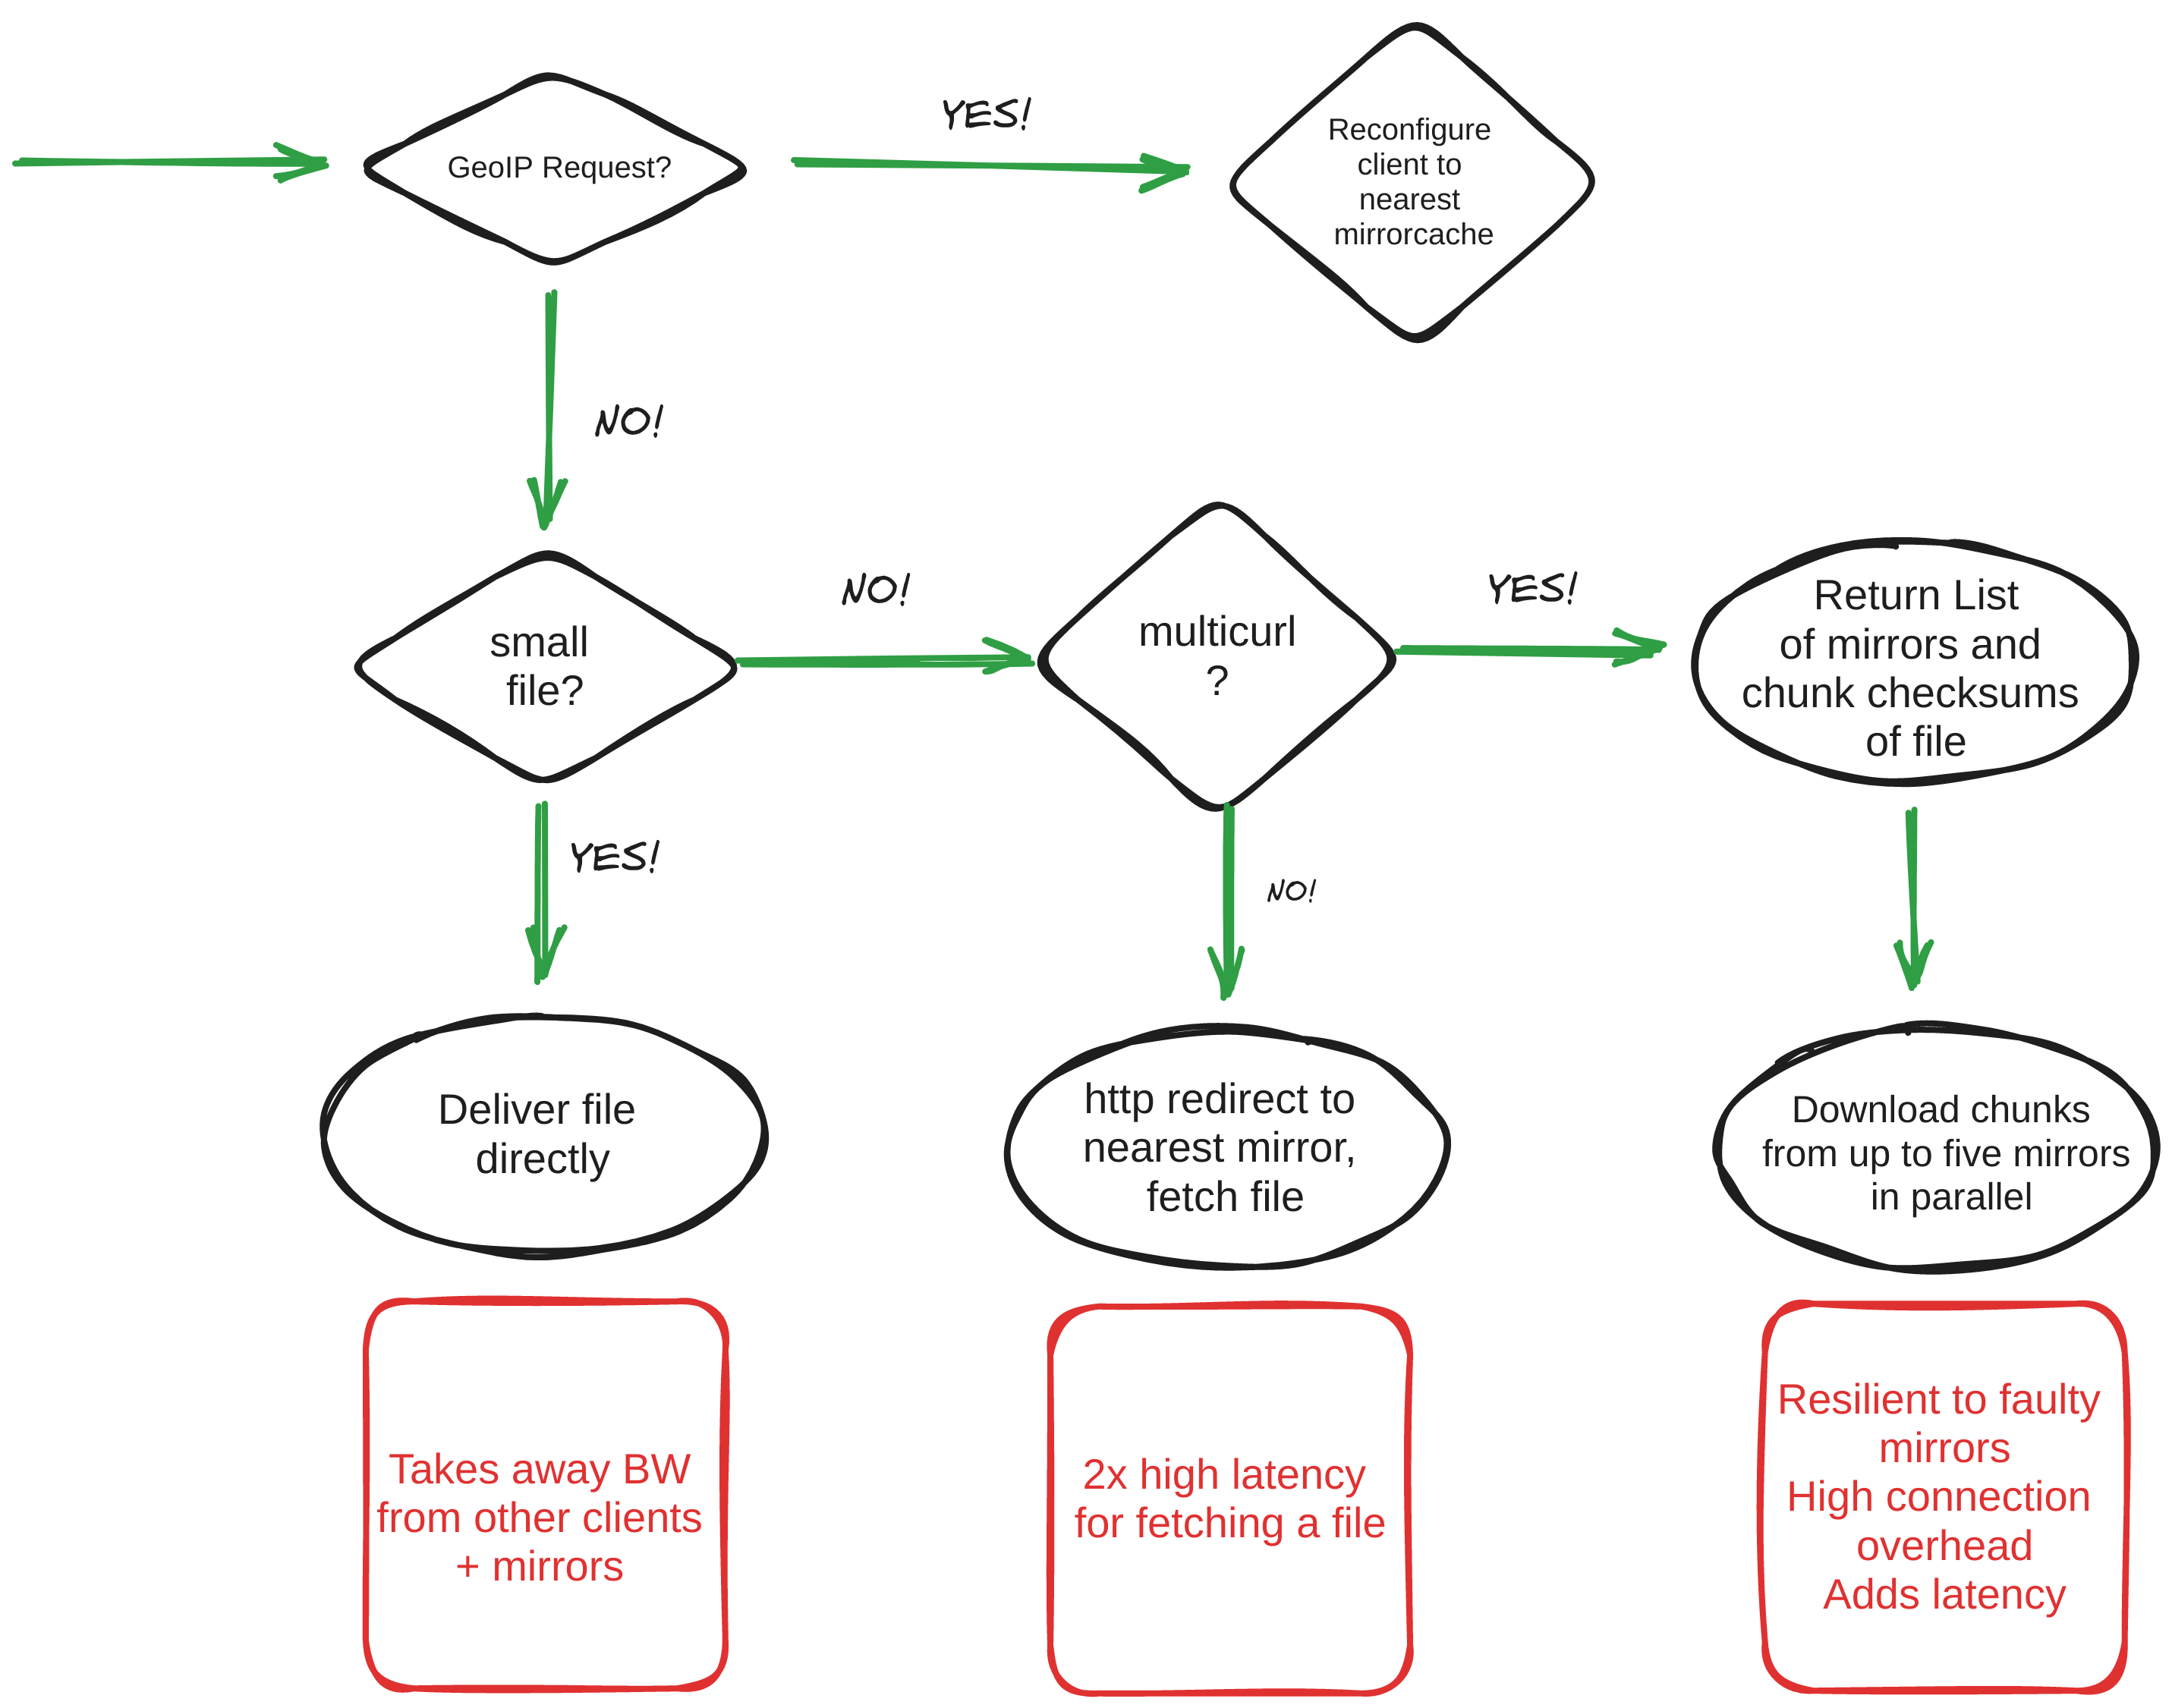 GeoIP Request?
YES!
Reconfigure
client to
nearest
mirrorcache
NO!
small
file?
NO!
multicurl
?
YES!
Return List
of mirrors and
chunk checksums
of file
YES!
NO!
Deliver file
directly
http redirect to
nearest mirror,
fetch file
Download chunks
from up to five mirrors
in parallel
Takes away BW
from other clients
+ mirrors
2x high latency
for fetching a file
Resilient to faulty
mirrors
High connection
overhead
Adds latency